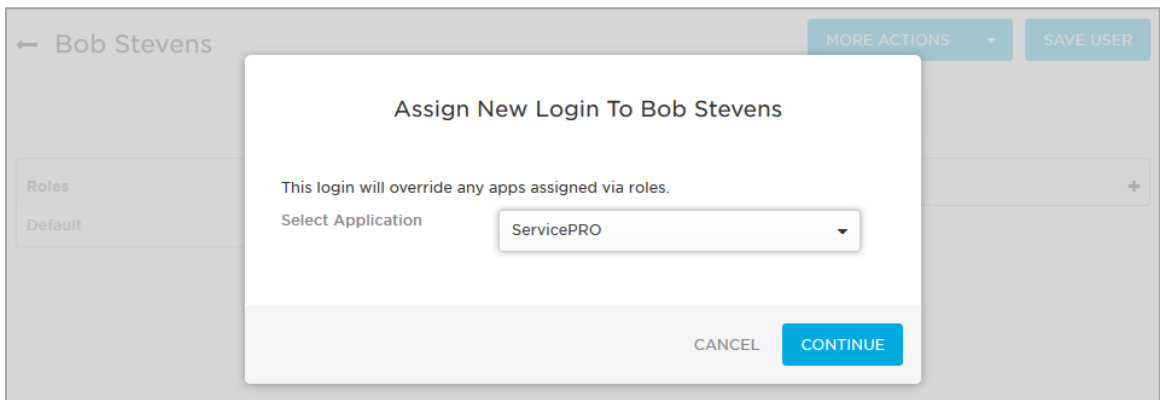 ← Bob Stevens
MORE ACTIONS
SAVE USER
Assign New Login To Bob Stevens
This login will override any apps assigned via roles.
Select Application
ServicePRO
Roles
+
Default
CANCEL
CONTINUE